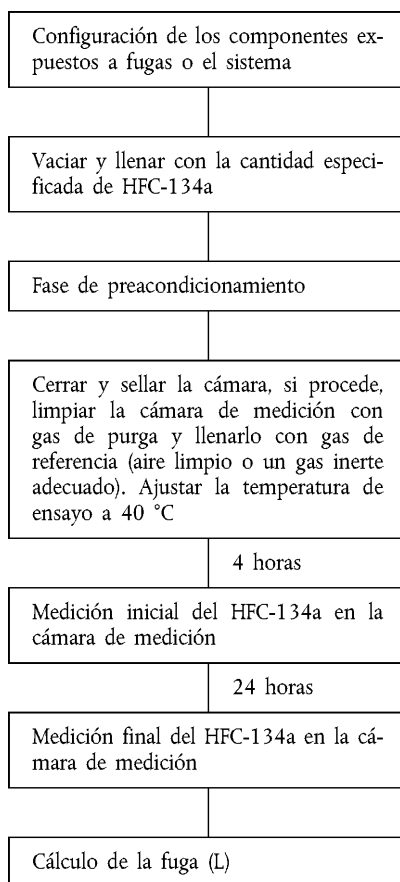 Configuración de los componentes ex-
puestos a fugas o el sistema
Vaciar y llenar con la cantidad especi-
ficada de HFC-134a
Fase de preacondicionamiento
Cerrar y sellar la cámara, si procede,
limpiar la cámara de medición con
gas de purga y llenarlo con gas de
referencia (aire limpio o un gas inerte
adecuado). Ajustar la temperatura de
ensayo a 40 °C
4 horas
Medición inicial del HFC-134a en la
cámara de medición
24 horas
Medición final del HFC-134a en la cá-
mara de medición
Cálculo de la fuga (L)